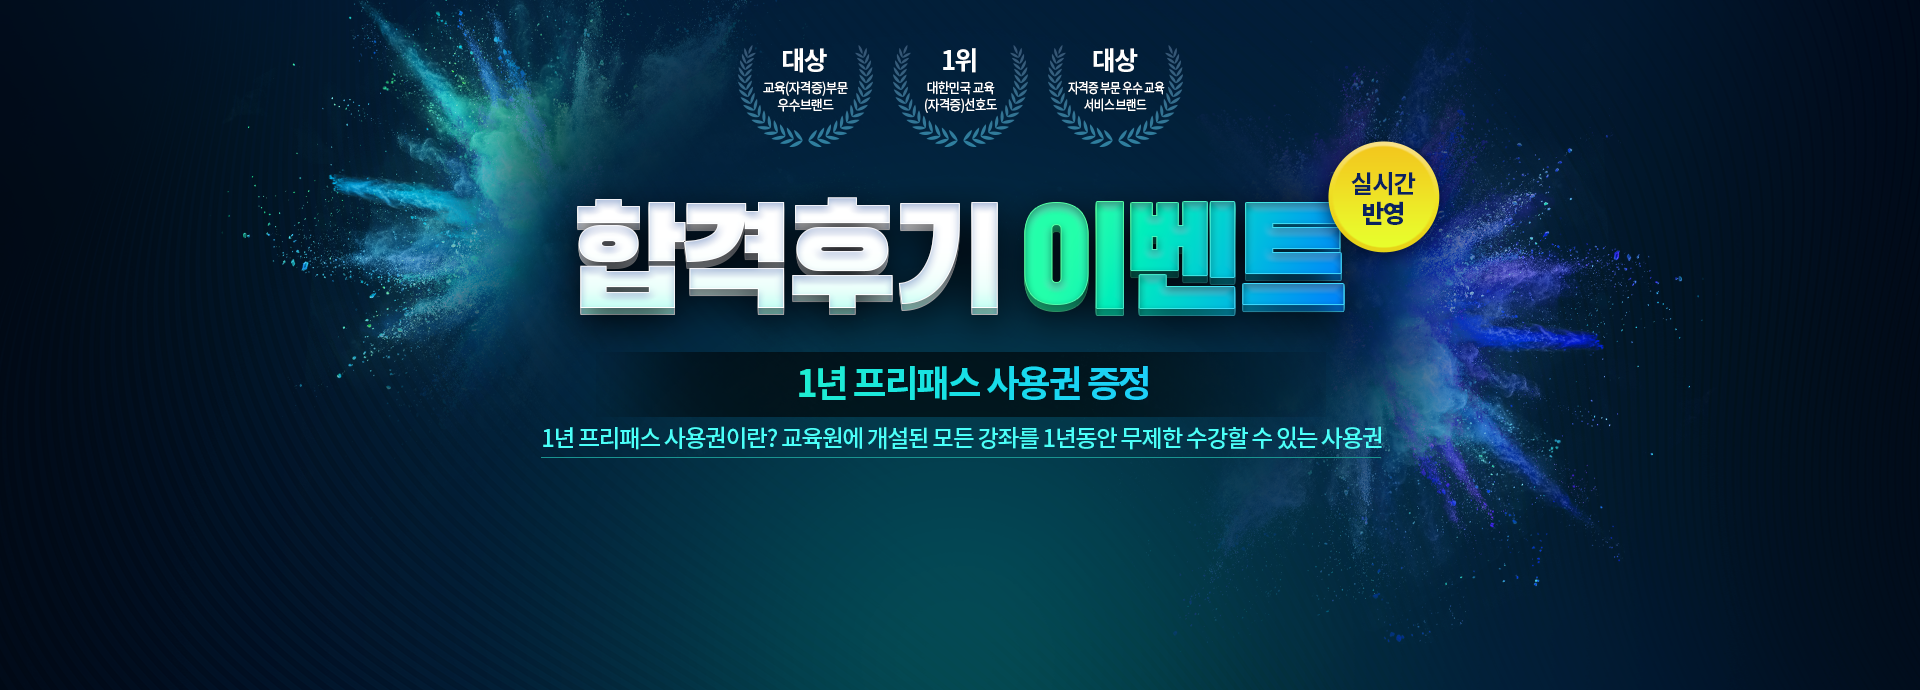 대상
교육(자격증)부문
우수브랜드
1위
대한민국 교육
(자격증)선호도
대상
자격증 부문 우수 교육
서비스 브랜드
실시간
반영
합격후기 이벤트
1년 프리패스 사용권 증정
1년 프리패스 사용권이란? 교육원에 개설된 모든 강좌를 1년동안 무제한 수강할 수 있는 사용권